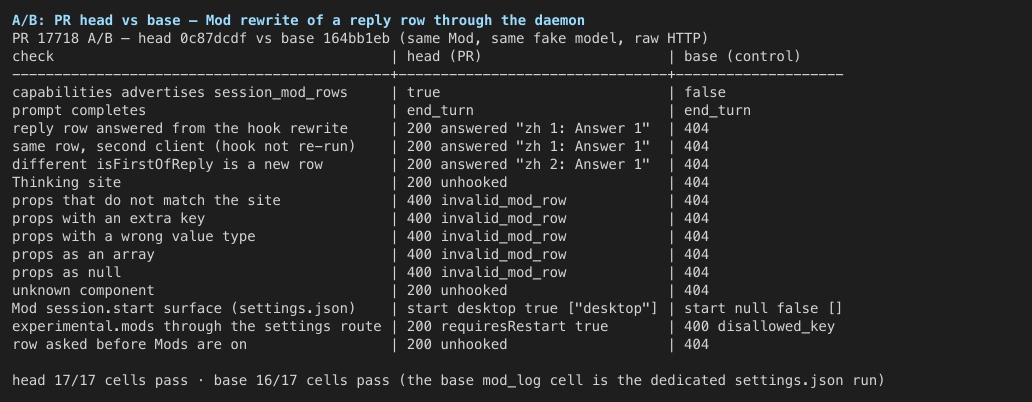 A/B: PR head vs base — Mod rewrite of a reply row through the daemon
PR 17718 A/B — head 0c87dcdf vs base 164bb1eb (same Mod, same fake model, raw HTTP)
check | head (PR) | base (control)
---------------------------------------------+--------------------------------+--------------------
capabilities advertises session_mod_rows | true | false
prompt completes | end_turn | end_turn
reply row answered from the hook rewrite | 200 answered "zh 1: Answer 1" | 404
same row, second client (hook not re-run) | 200 answered "zh 1: Answer 1" | 404
different isFirstOfReply is a new row | 200 answered "zh 2: Answer 1" | 404
Thinking site | 200 unhooked | 404
props that do not match the site | 400 invalid_mod_row | 404
props with an extra key | 400 invalid_mod_row | 404
props with a wrong value type | 400 invalid_mod_row | 404
props as an array | 400 invalid_mod_row | 404
props as null | 400 invalid_mod_row | 404
unknown component | 200 unhooked | 404
Mod session.start surface (settings.json) | start desktop true ["desktop"] | start null false []
experimental.mods through the settings route | 200 requiresRestart true | 400 disallowed_key
row asked before Mods are on | 200 unhooked | 404
head 17/17 cells pass · base 16/17 cells pass (the base mod_log cell is the dedicated settings.json run)